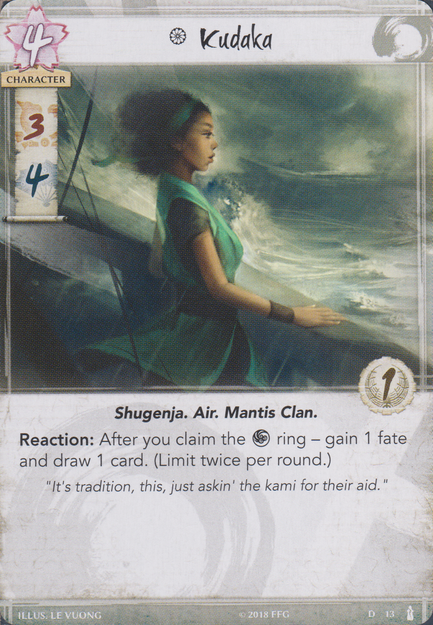 4
Kudaka
CHARACTER
3
4
1
Shugenja. Air. Mantis Clan.
Reaction: After you claim the ring – gain 1 fate
and draw 1 card. (Limit twice per round.)
"It's tradition, this, just askin' the kami for their aid."
ILLUS. LE VUONG
© 2018 FFG
D 13